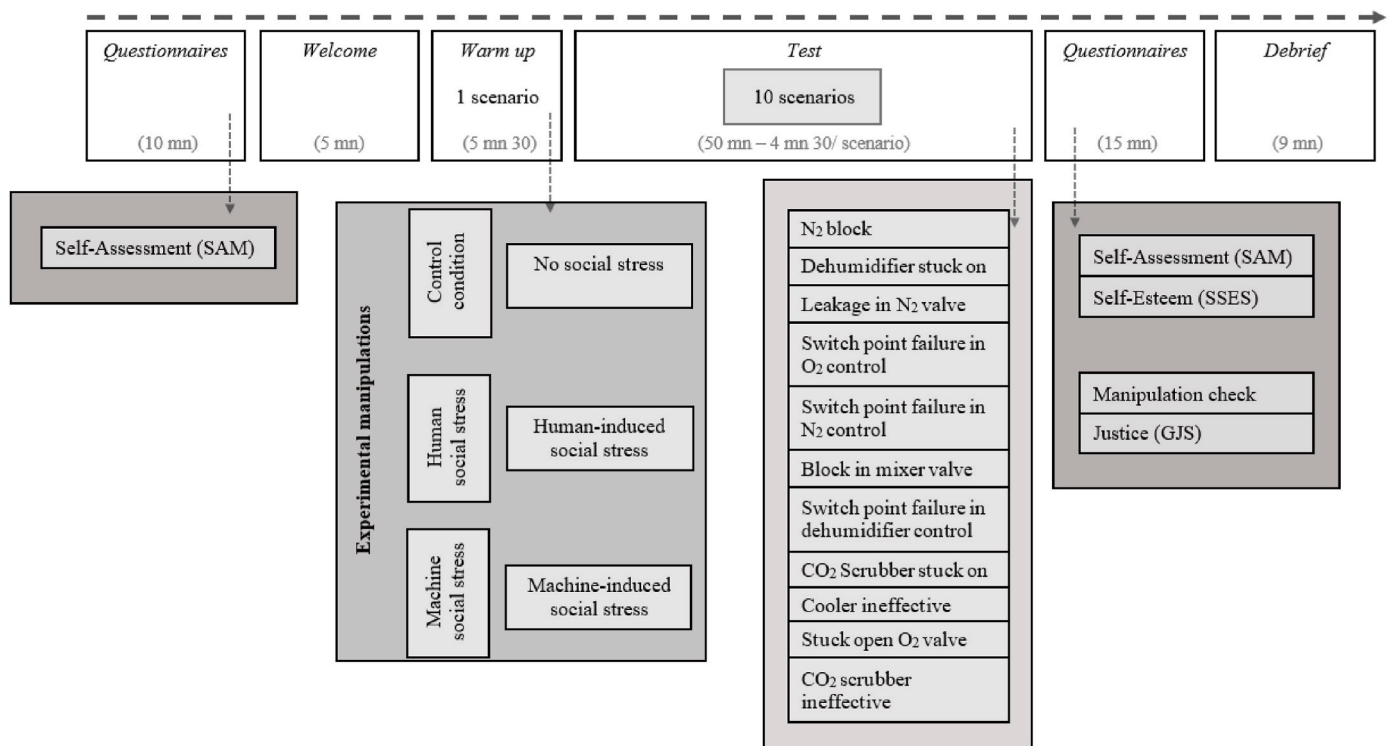 Questionnaires
(10 mn)
Welcome
(5 mn)
Warm up
1 scenario
(5 mn 30)
Test
10 scenarios
(50 mn – 4 mn 30/ scenario)
Questionnaires
(15 mn)
Debrief
(9 mn)
Self-Assessment (SAM)
Experimental manipulations
Control
condition
No social stress
Human
social stress
Human-induced
social stress
Machine
social stress
Machine-induced
social stress
N₂ block
Dehumidifier stuck on
Leakage in N₂ valve
Switch point failure in
O₂ control
Switch point failure in
N₂ control
Block in mixer valve
Switch point failure in
dehumidifier control
CO₂ Scrubber stuck on
Cooler ineffective
Stuck open O₂ valve
CO₂ scrubber
ineffective
Self-Assessment (SAM)
Self-Esteem (SSES)
Manipulation check
Justice (GJS)